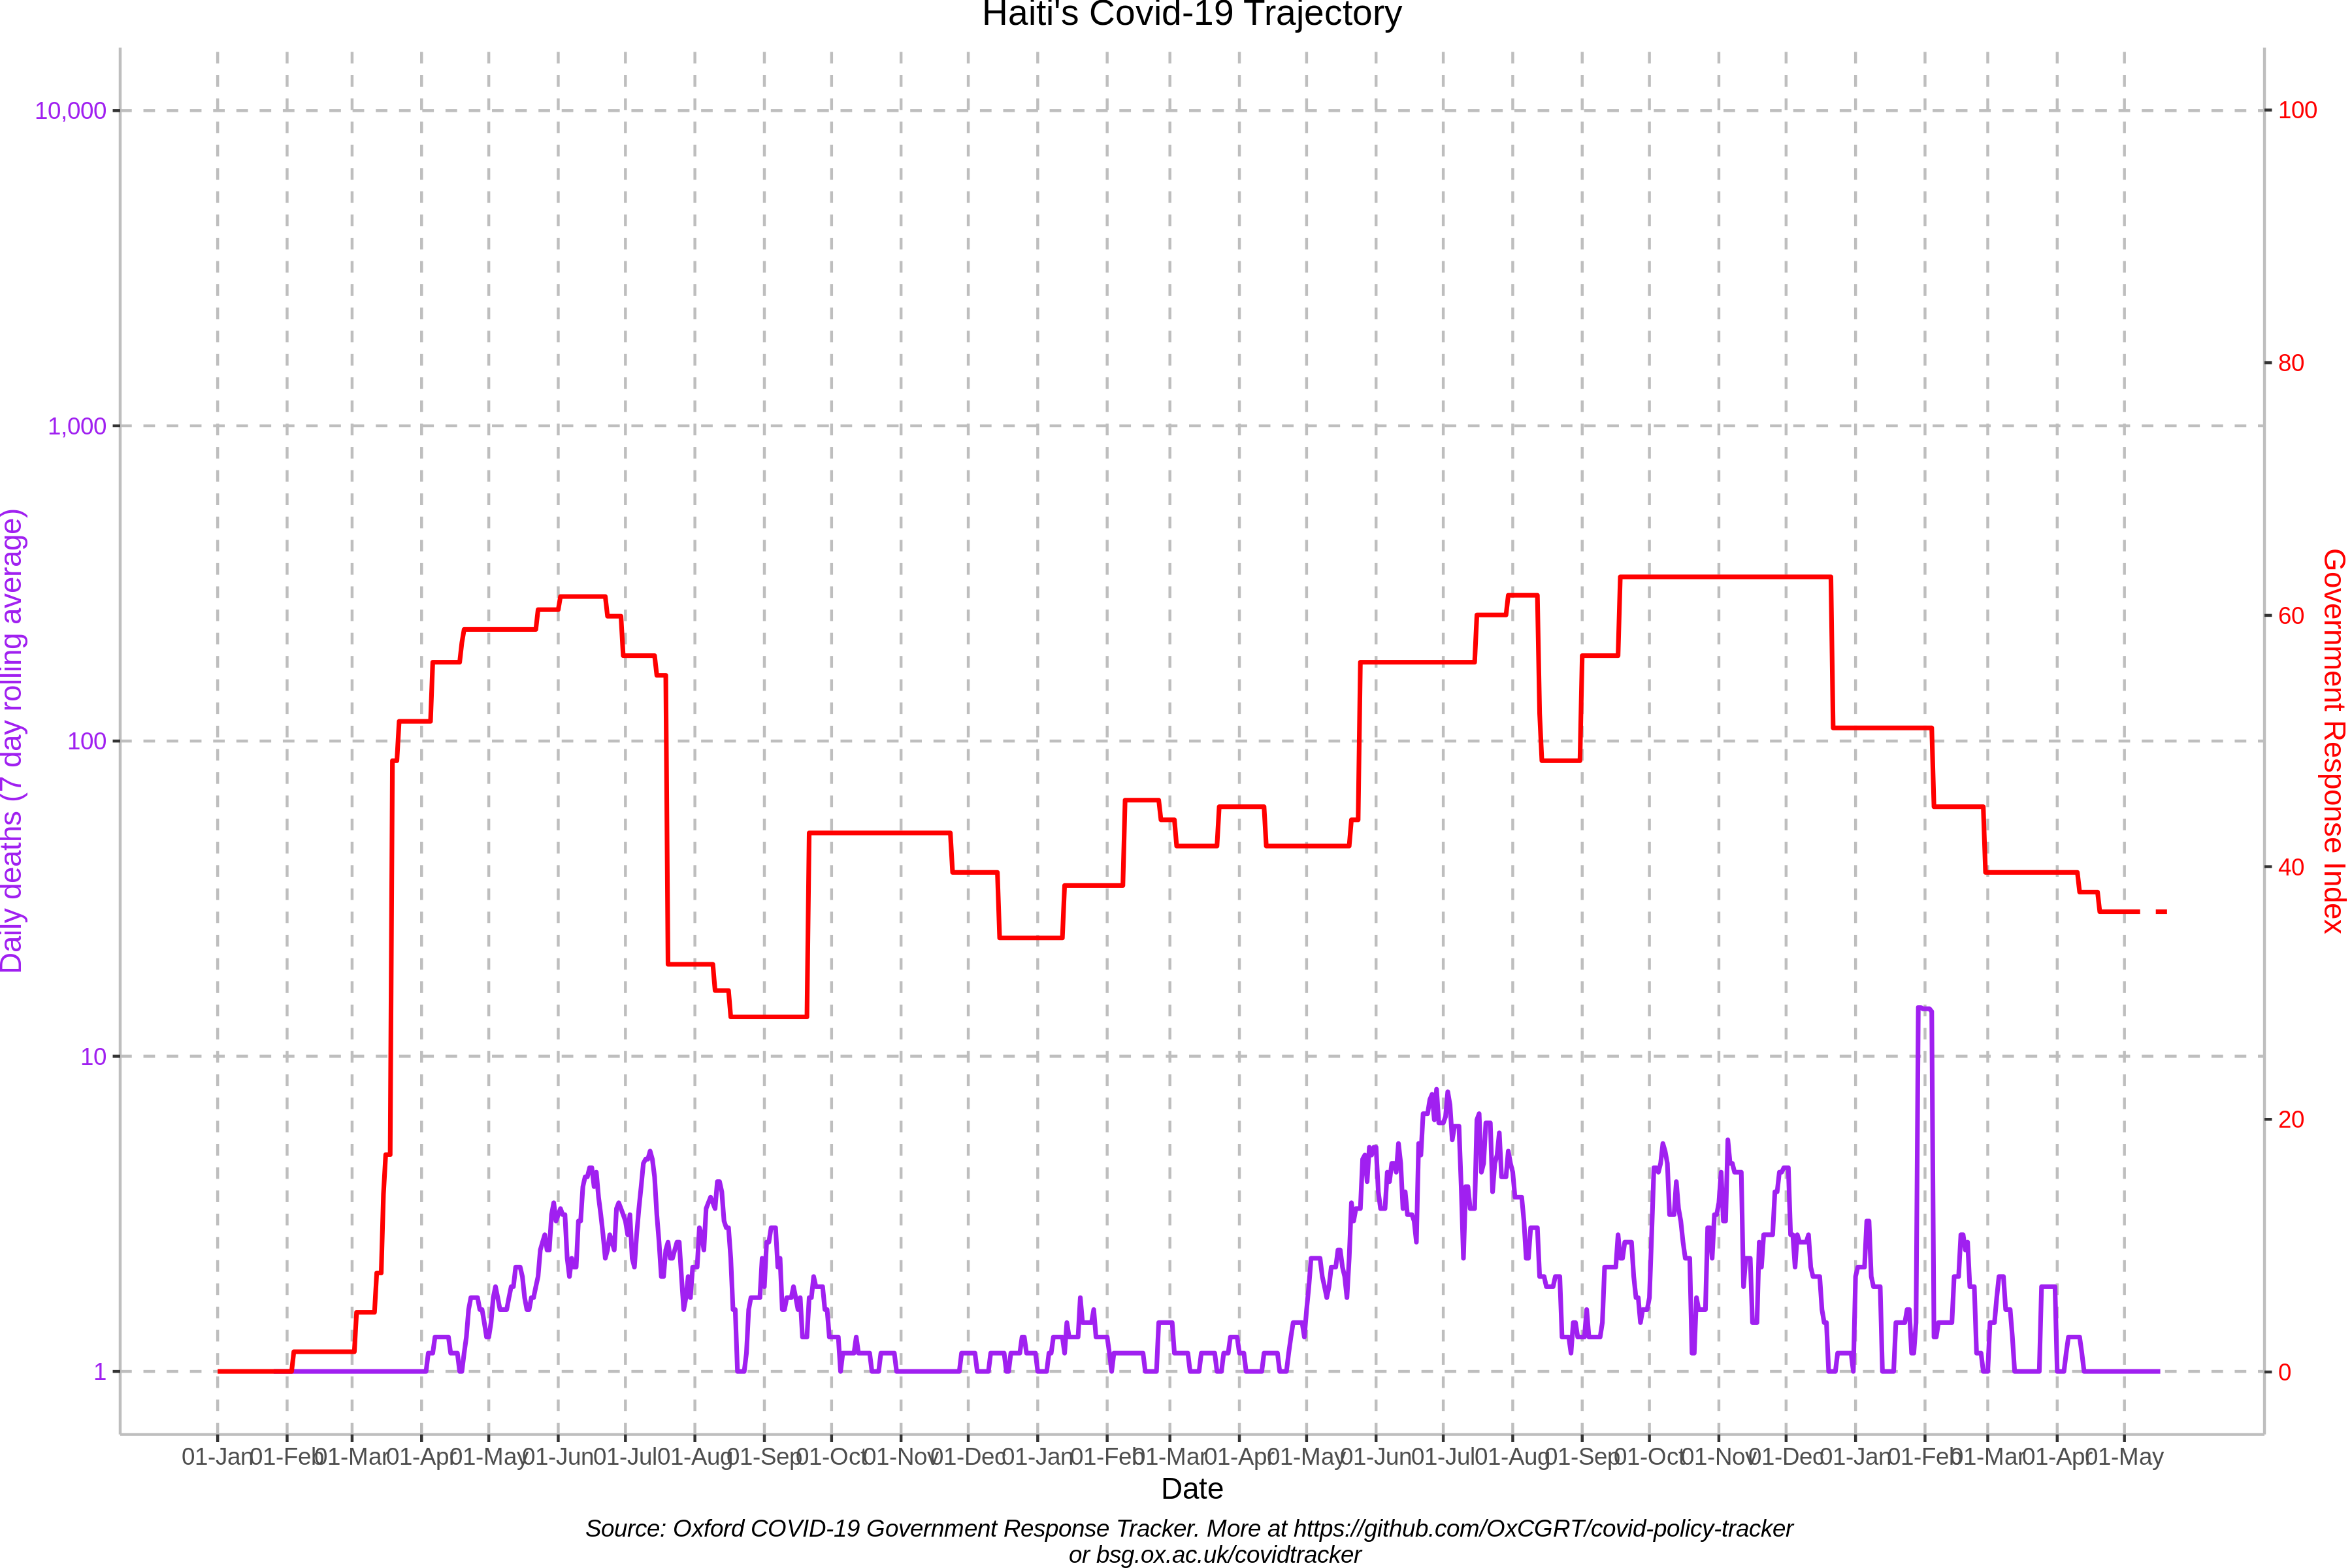 Haiti's Covid-19 Trajectory
Daily deaths (7 day rolling average)
10,000
1,000
100
10
1
100
80
60
40
20
0
Government Response Index
01-Jan 01-Feb 01-Mar 01-Apr 01-May 01-Jun 01-Jul 01-Aug 01-Sep 01-Oct 01-Nov 01-Dec 01-Jan 01-Feb 01-Mar 01-Apr 01-May 01-Jun 01-Jul 01-Aug 01-Sep 01-Oct 01-Nov 01-Dec 01-Jan 01-Feb 01-Mar 01-Apr 01-May
Date
Source: Oxford COVID-19 Government Response Tracker. More at https://github.com/OxCGRT/covid-policy-tracker
or bsg.ox.ac.uk/covidtracker